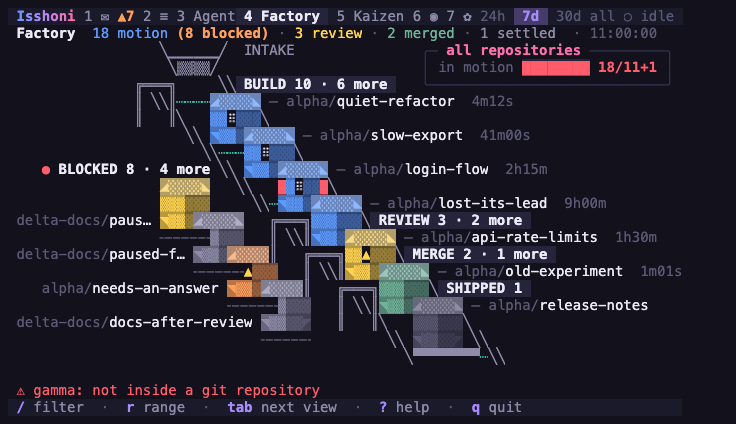 Isshoni 1 ✉ ▲7 2 ≡ 3 Agent 4 Factory 5 Kaizen 6 ◉ 7 ✿ 24h 7d 30d all ○ idle
Factory 18 motion (8 blocked) · 3 review · 2 merged · 1 settled · 11:00:00
INTAKE
all repositories
in motion 18/11+1
BUILD 10 · 6 more
— alpha/quiet-refactor 4m12s
— alpha/slow-export 41m00s
● BLOCKED 8 · 4 more
— alpha/login-flow 2h15m
— alpha/lost-its-lead 9h00m
delta-docs/paus…
REVIEW 3 · 2 more
— alpha/api-rate-limits 1h30m
delta-docs/paused-f…
MERGE 2 · 1 more
— alpha/old-experiment 1m01s
alpha/needs-an-answer
SHIPPED 1
— alpha/release-notes
delta-docs/docs-after-review
⚠ gamma: not inside a git repository
/ filter · r range · tab next view · ? help · q quit